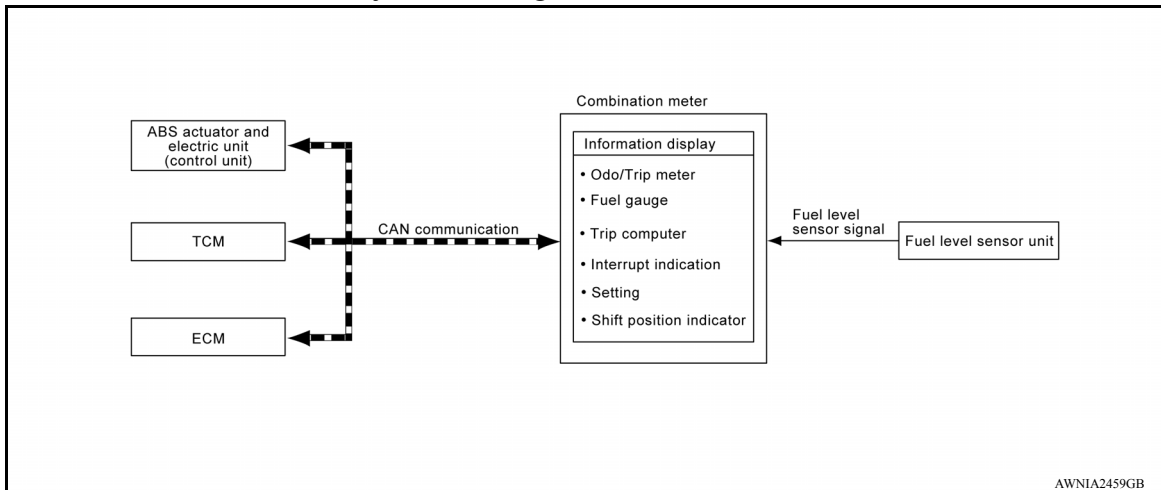 Combination meter
ABS actuator and
electric unit
(control unit)
TCM
ECM
CAN communication
Information display
• Odo/Trip meter
• Fuel gauge
• Trip computer
• Interrupt indication
• Setting
• Shift position indicator
Fuel level
sensor signal
Fuel level sensor unit
AWNIA2459GB